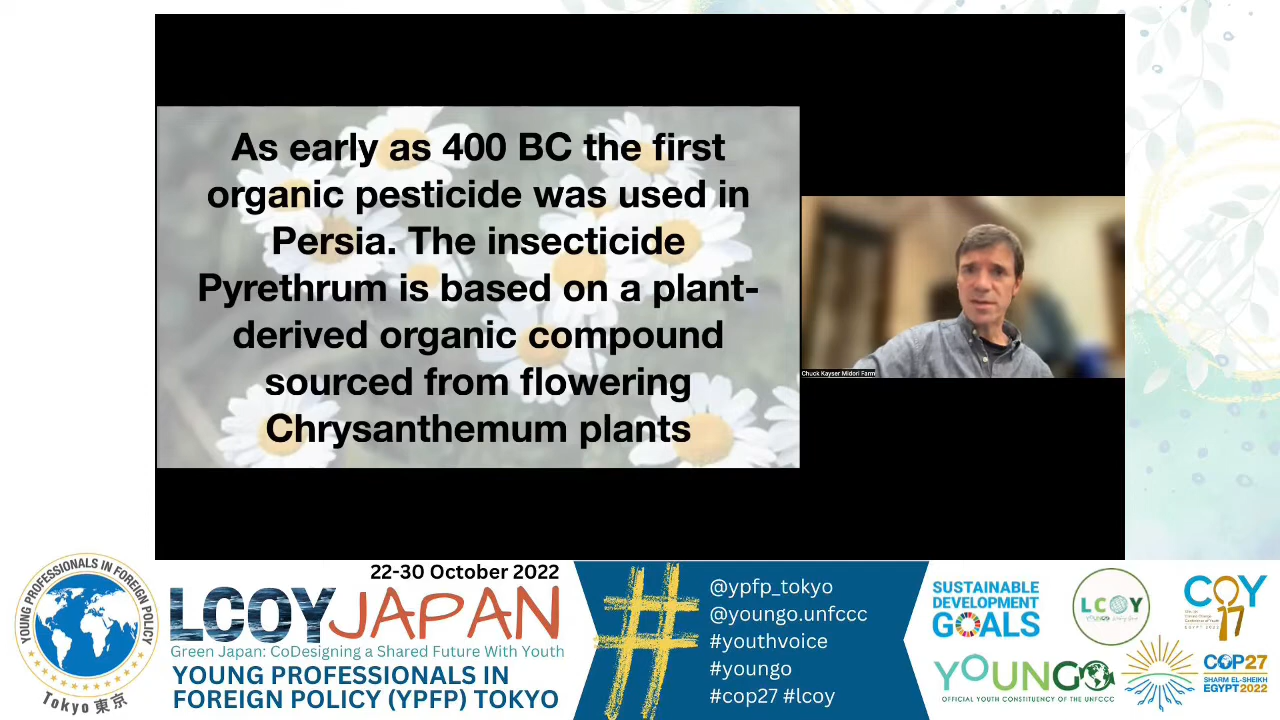 As early as 400 BC the first
organic pesticide was used in
Persia. The insecticide
Pyrethrum is based on a plant-
derived organic compound
sourced from flowering
Chrysanthemum plants
Chuck Kayser Midori Farm
YOUNG PROFESSIONALS IN FOREIGN POLICY
Tokyo 東京
22-30 October 2022
LCOY JAPAN
Green Japan: CoDesigning a Shared Future With Youth
YOUNG PROFESSIONALS IN
FOREIGN POLICY (YPFP) TOKYO
#
@ypfp_tokyo
@youngo.unfccc
#youthvoice
#youngo
#cop27 #lcoy
SUSTAINABLE
DEVELOPMENT
GOALS
LCOY
COY
17
YOUNGO
OFFICIAL YOUTH CONSTITUENCY OF THE UNFCCC
COP27
SHARM EL-SHEIKH
EGYPT2022